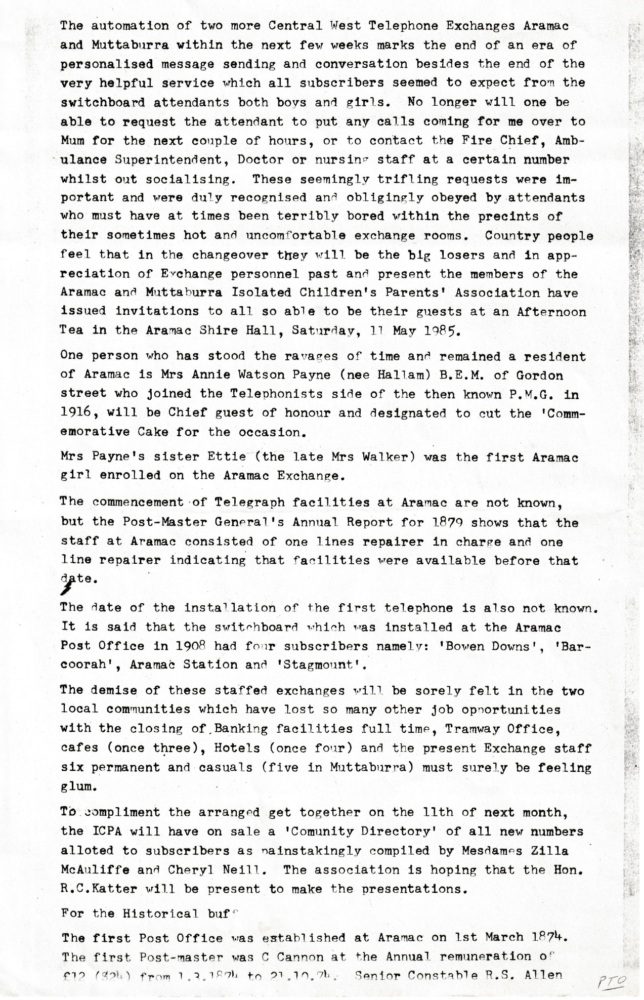 The automation of two more Central West Telephone Exchanges Aramac
and Muttaburra within the next few weeks marks the end of an era of
personalised message sending and conversation besides the end of the
very helpful service which all subscribers seemed to expect from the
switchboard attendants both boys and girls.  No longer will one be
able to request the attendant to put any calls coming for me over to
Mum for the next couple of hours, or to contact the Fire Chief, Amb-
ulance Superintendent, Doctor or nursing staff at a certain number
whilst out socialising.  These seemingly trifling requests were im-
portant and were duly recognised and obligingly obeyed by attendants
who must have at times been terribly bored within the precints of
their sometimes hot and uncomfortable exchange rooms.  Country people
feel that in the changeover they will be the big losers and in app-
reciation of Exchange personnel past and present the members of the
Aramac and Muttaburra Isolated Children's Parents' Association have
issued invitations to all so able to be their guests at an Afternoon
Tea in the Aramac Shire Hall, Saturday, 11 May 1985.
One person who has stood the ravages of time and remained a resident
of Aramac is Mrs Annie Watson Payne (nee Hallam) B.E.M. of Gordon
street who joined the Telephonists side of the then known P.M.G. in
1916, will be Chief guest of honour and designated to cut the 'Comm-
emorative Cake for the occasion.
Mrs Payne's sister Ettie (the late Mrs Walker) was the first Aramac
girl enrolled on the Aramac Exchange.
The commencement of Telegraph facilities at Aramac are not known,
but the Post-Master General's Annual Report for 1879 shows that the
staff at Aramac consisted of one lines repairer in charge and one
line repairer indicating that facilities were available before that
date.
The date of the installation of the first telephone is also not known.
It is said that the switchboard which was installed at the Aramac
Post Office in 1908 had four subscribers namely: 'Bowen Downs', 'Bar-
coorah', Aramac Station and 'Stagmount'.
The demise of these staffed exchanges will be sorely felt in the two
local communities which have lost so many other job opportunities
with the closing of Banking facilities full time, Tramway Office,
cafes (once three), Hotels (once four) and the present Exchange staff
six permanent and casuals (five in Muttaburra) must surely be feeling
glum.
To compliment the arranged get together on the 11th of next month,
the ICPA will have on sale a 'Comunity Directory' of all new numbers
alloted to subscribers as painstakingly compiled by Mesdames Zilla
McAuliffe and Cheryl Neill.  The association is hoping that the Hon.
R.C.Katter will be present to make the presentations.
For the Historical buff
The first Post Office was established at Aramac on 1st March 1874.
The first Post-master was C Cannon at the Annual remuneration of
£12 ($24) from 1.3.1874 to 21.10.74.  Senior Constable R.S. Allen
PTO